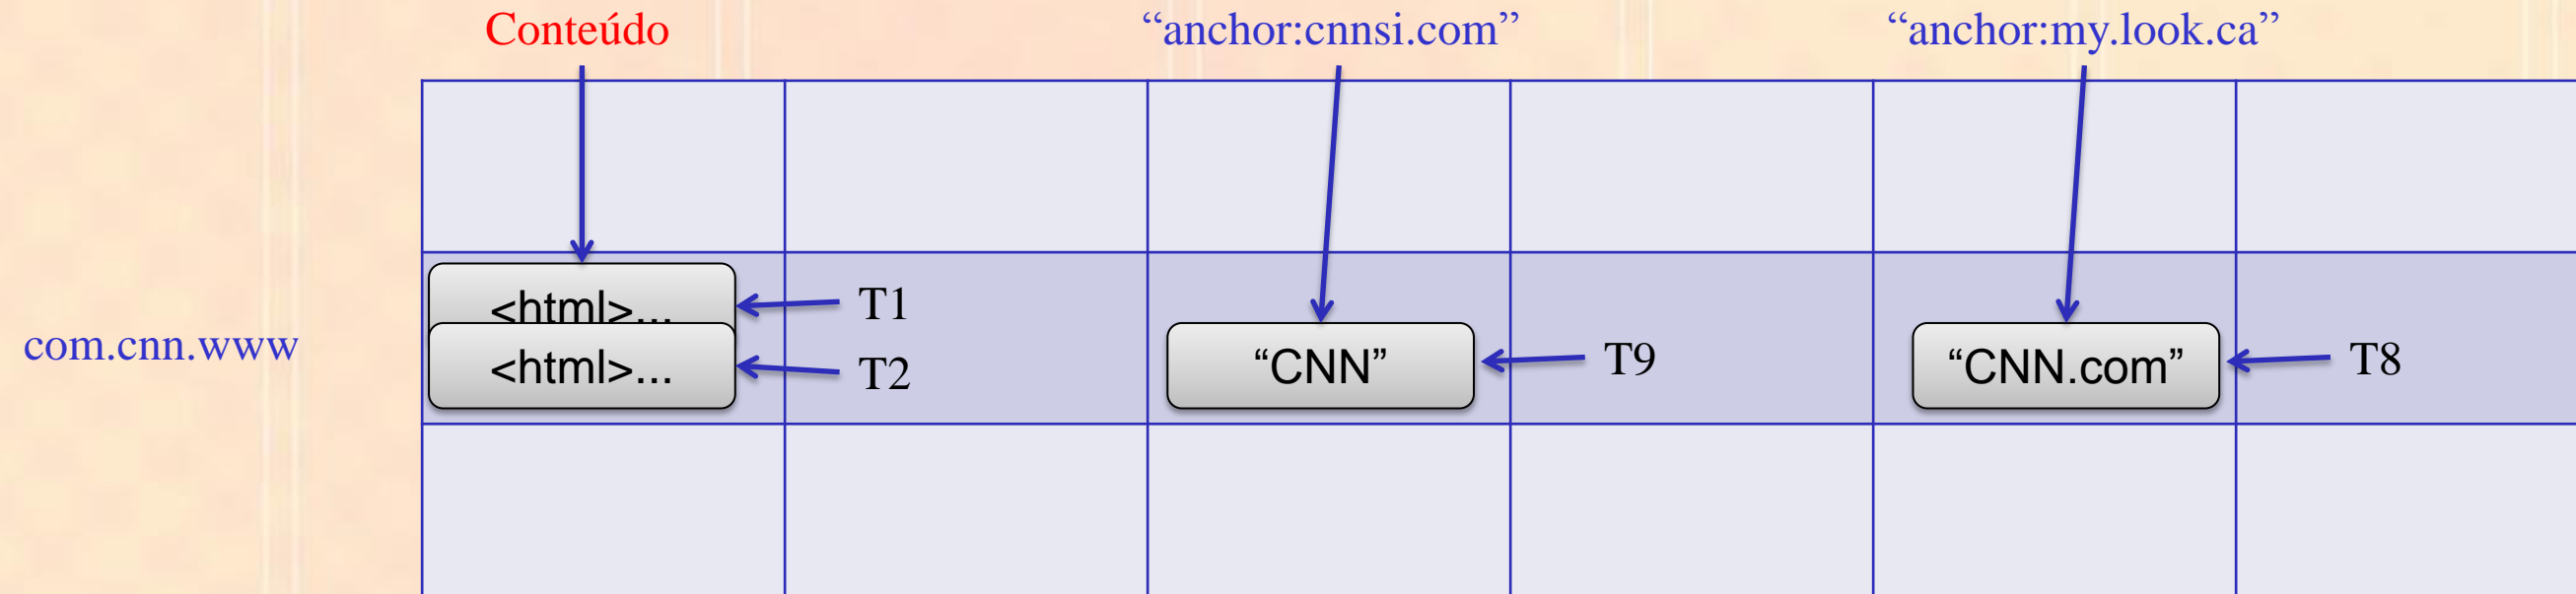 Conteúdo
“anchor:cnnsi.com”
“anchor:my.look.ca”
<html>...
T1
com.cnn.www
<html>...
T2
“CNN”
T9
“CNN.com”
T8